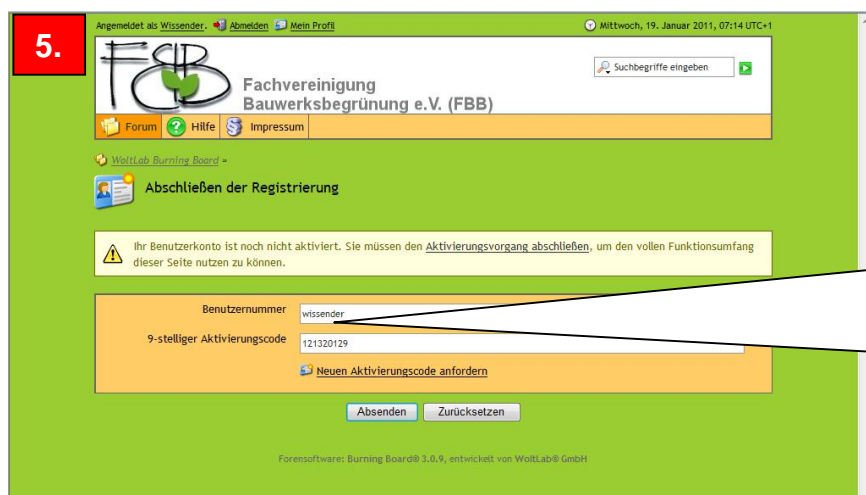 5.
Angemeldet als Wissender. Abmelden Mein Profil
Mittwoch, 19. Januar 2011, 07:14 UTC+1
FBB
Fachvereinigung
Bauwerksbegrünung e.V. (FBB)
Suchbegriffe eingeben
Forum Hilfe Impressum
WoltLab Burning Board »
Abschließen der Registrierung
Ihr Benutzerkonto ist noch nicht aktiviert. Sie müssen den Aktivierungsvorgang abschließen, um den vollen Funktionsumfang
dieser Seite nutzen zu können.
Benutzernummer wissender
9-stelliger Aktivierungscode 121320129
Neuen Aktivierungscode anfordern
Absenden Zurücksetzen
Forensoftware: Burning Board® 3.0.9, entwickelt von WoltLab® GmbH